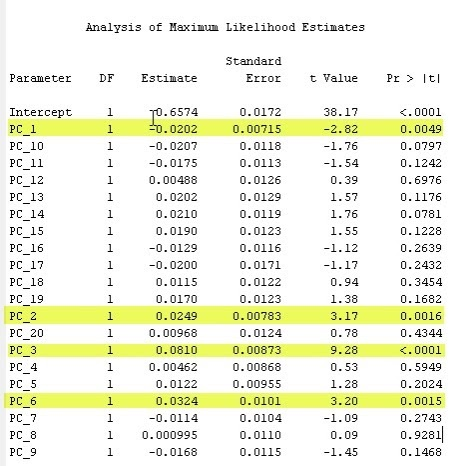 Analysis of Maximum Likelihood Estimates
Standard
Parameter DF Estimate Error t Value Pr > |t|
Intercept 1 0.6574 0.0172 38.17 <.0001
PC_1 1 -0.0202 0.00715 -2.82 0.0049
PC_10 1 -0.0207 0.0118 -1.76 0.0797
PC_11 1 -0.0175 0.0113 -1.54 0.1242
PC_12 1 0.00488 0.0126 0.39 0.6976
PC_13 1 0.0202 0.0129 1.57 0.1176
PC_14 1 0.0210 0.0119 1.76 0.0781
PC_15 1 0.0190 0.0123 1.55 0.1228
PC_16 1 -0.0129 0.0116 -1.12 0.2639
PC_17 1 -0.0200 0.0171 -1.17 0.2432
PC_18 1 0.0115 0.0122 0.94 0.3454
PC_19 1 0.0170 0.0123 1.38 0.1682
PC_2 1 0.0249 0.00783 3.17 0.0016
PC_20 1 0.00968 0.0124 0.78 0.4344
PC_3 1 0.0810 0.00873 9.28 <.0001
PC_4 1 0.00462 0.00868 0.53 0.5949
PC_5 1 0.0122 0.00955 1.28 0.2024
PC_6 1 0.0324 0.0101 3.20 0.0015
PC_7 1 -0.0114 0.0104 -1.09 0.2743
PC_8 1 0.000995 0.0110 0.09 0.9281
PC_9 1 -0.0168 0.0115 -1.45 0.1468